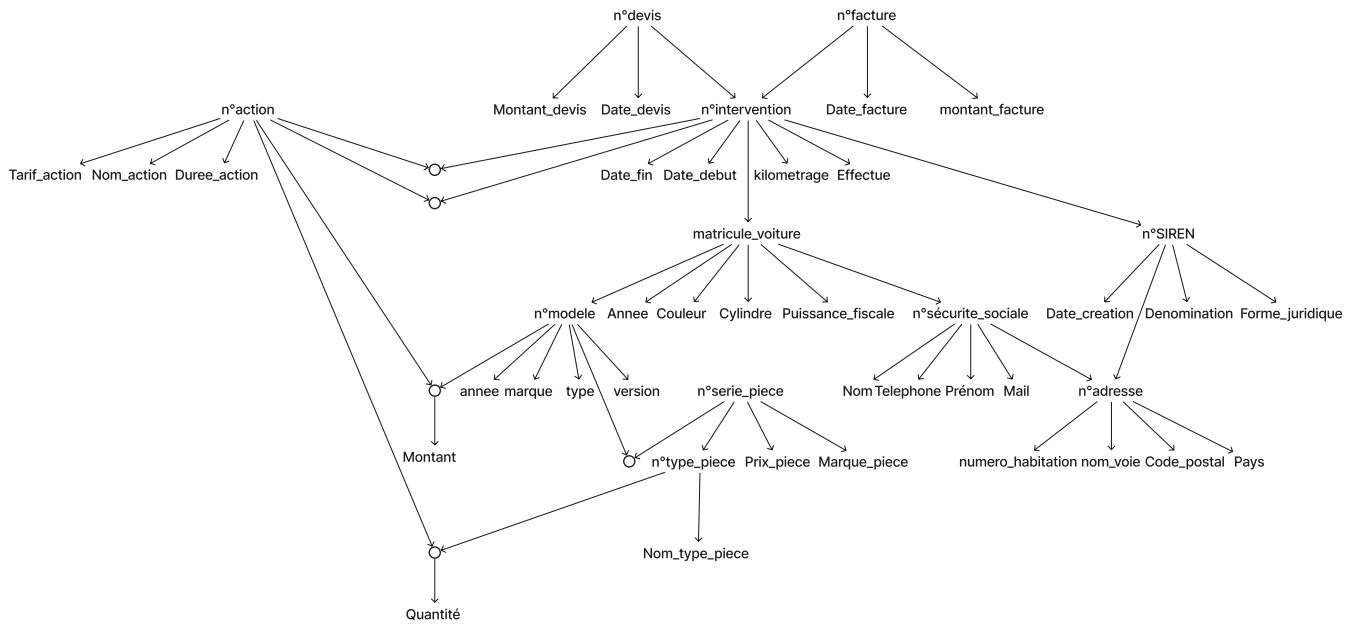 n°devis n°facture
n°action Montant_devis Date_devis n°intervention Date_facture montant_facture
Tarif_action Nom_action Duree_action Date_fin Date_debut kilometrage Effectue
matricule_voiture n°SIREN
n°modele Annee Couleur Cylindre Puissance_fiscale n°sécurite_sociale Date_creation Denomination Forme_juridique
annee marque type version n°serie_piece Nom Telephone Prénom Mail n°adresse
Montant n°type_piece Prix_piece Marque_piece numero_habitation nom_voie Code_postal Pays
Nom_type_piece
Quantité